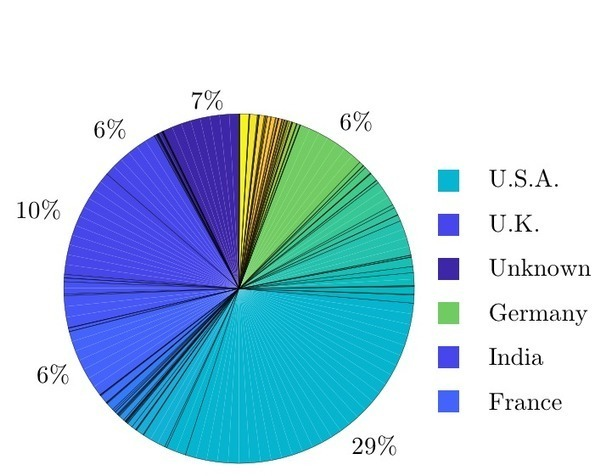 7%
6%
6%
10%
6%
29%
U.S.A.
U.K.
Unknown
Germany
India
France